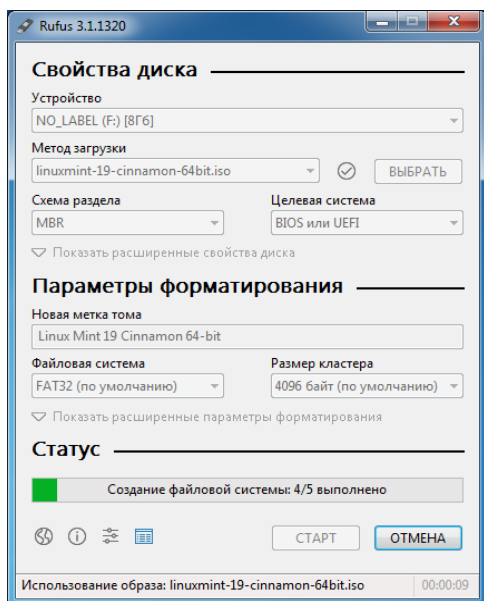 Rufus 3.1.1320
Свойства диска
Устройство
NO_LABEL (F:) [8Гб]
Метод загрузки
linuxmint-19-cinnamon-64bit.iso
ВЫБРАТЬ
Схема раздела Целевая система
MBR BIOS или UEFI
Показать расширенные свойства диска
Параметры форматирования
Новая метка тома
Linux Mint 19 Cinnamon 64-bit
Файловая система Размер кластера
FAT32 (по умолчанию) 4096 байт (по умолчанию)
Показать расширенные параметры форматирования
Статус
Создание файловой системы: 4/5 выполнено
СТАРТ ОТМЕНА
Использование образа: linuxmint-19-cinnamon-64bit.iso 00:00:09